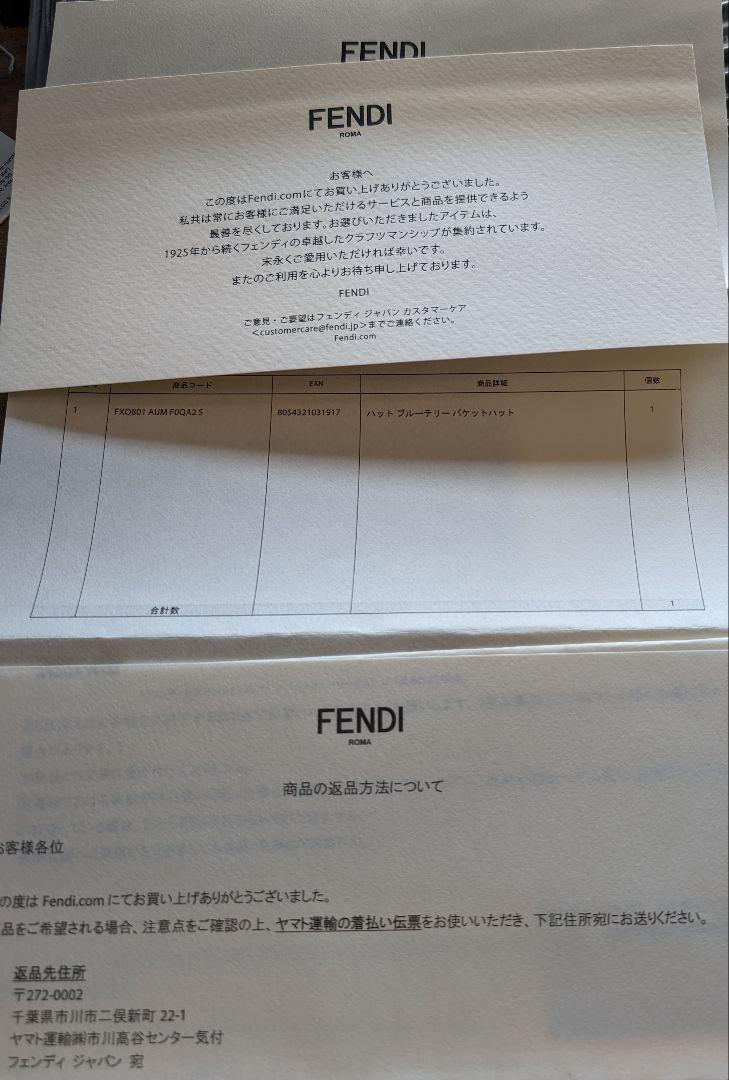 FENDI
FENDI
ROMA
お客様へ
この度はFendi.comにてお買い上げありがとうございました。
私共は常にお客様にご満足いただけるサービスと商品を提供できるよう
最善を尽くしております。お選びいただきましたアイテムは、
1925年から続くフェンディの卓越したクラフツマンシップが集約されています。
末永くご愛用いただければ幸いです。
またのご利用を心よりお待ち申し上げております。
FENDI
ご意見・ご要望はフェンディ ジャパン カスタマーケア
<customercare@fendi.jp>までご連絡ください。
Fendi.com
商品コード EAN 商品詳細 個数
1 FXQ801 AUM F0QA2 S 8054321031917 ハット ブルーテリー バケットハット 1
合計数 1
FENDI
ROMA
商品の返品方法について
お客様各位
の度は Fendi.com にてお買い上げありがとうございました。
品をご希望される場合、注意点をご確認の上、ヤマト運輸の着払い伝票をお使いいただき、下記住所宛にお送りください。
返品先住所
〒272-0002
千葉県市川市二俣新町 22-1
ヤマト運輸㈱市川高谷センター気付
フェンディ ジャパン 宛